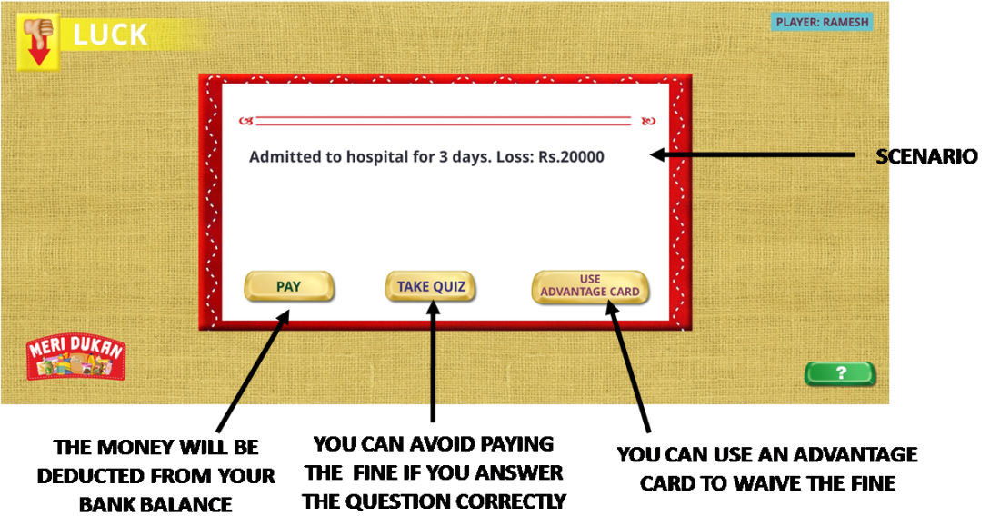 LUCK
PLAYER: RAMESH
Admitted to hospital for 3 days. Loss: Rs.20000
SCENARIO
PAY
TAKE QUIZ
USE
ADVANTAGE CARD
MERI DUKAN
?
THE MONEY WILL BE
DEDUCTED FROM YOUR
BANK BALANCE
YOU CAN AVOID PAYING
THE FINE IF YOU ANSWER
THE QUESTION CORRECTLY
YOU CAN USE AN ADVANTAGE
CARD TO WAIVE THE FINE